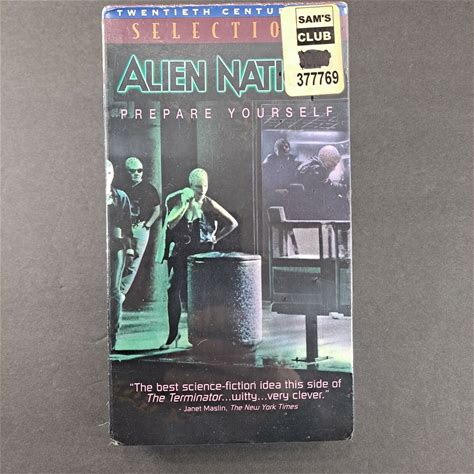 TWENTIETH CENTURY
SELECTIO
SAM'S
CLUB
377769
ALIEN NATI
PREPARE YOURSELF
"The best science-fiction idea this side of
The Terminator...witty...very clever."
- Janet Maslin, The New York Times